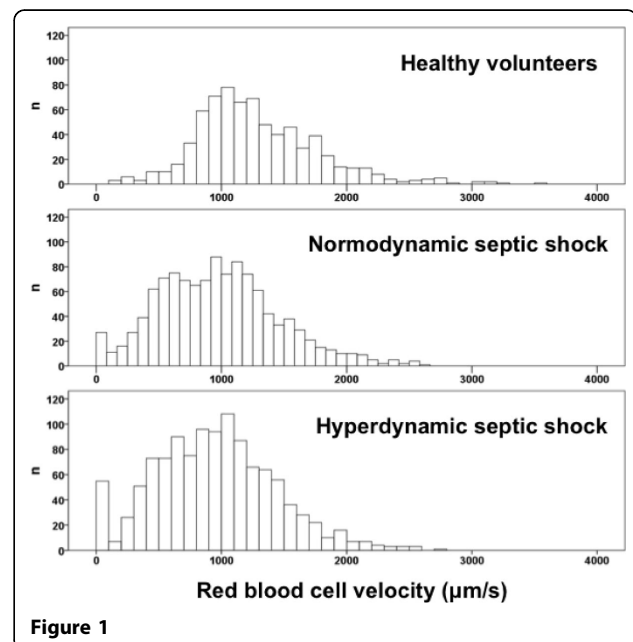 120
100
80
60
40
20
0
n
Healthy volunteers
0 1000 2000 3000 4000
120
100
80
60
40
20
0
n
Normodynamic septic shock
0 1000 2000 3000 4000
120
100
80
60
40
20
0
n
Hyperdynamic septic shock
0 1000 2000 3000 4000
Red blood cell velocity (µm/s)
Figure 1